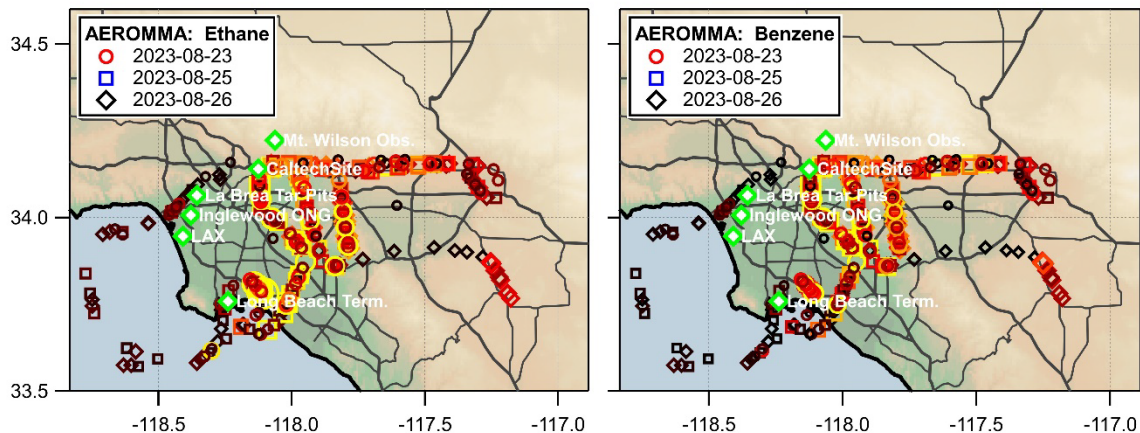 AEROMMA: Ethane
2023-08-23
2023-08-25
2023-08-26
Mt. Wilson Obs.
CaltechSite
La Brea Tar Pits
Inglewood ONG
LAX
Long Beach Term.
34.5
34.0
33.5
-118.5
-118.0
-117.5
-117.0
AEROMMA: Benzene
2023-08-23
2023-08-25
2023-08-26
Mt. Wilson Obs.
CaltechSite
La Brea Tar Pits
Inglewood ONG
LAX
Long Beach Term.
-118.5
-118.0
-117.5
-117.0